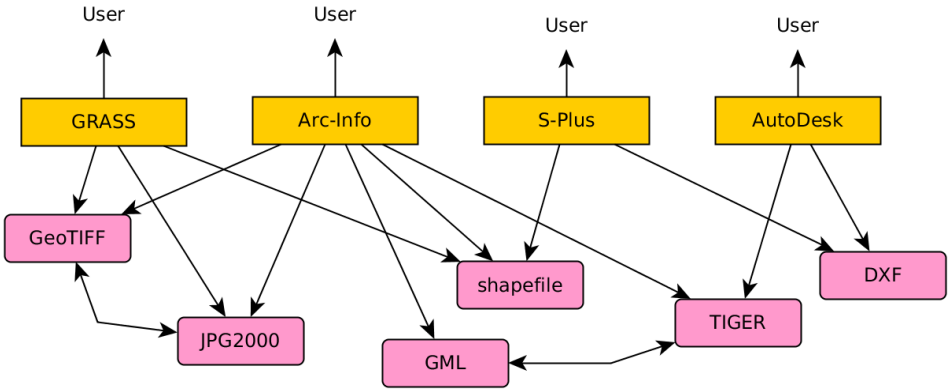 User
User
User
User
GRASS
Arc-Info
S-Plus
AutoDesk
GeoTIFF
shapefile
DXF
JPG2000
TIGER
GML